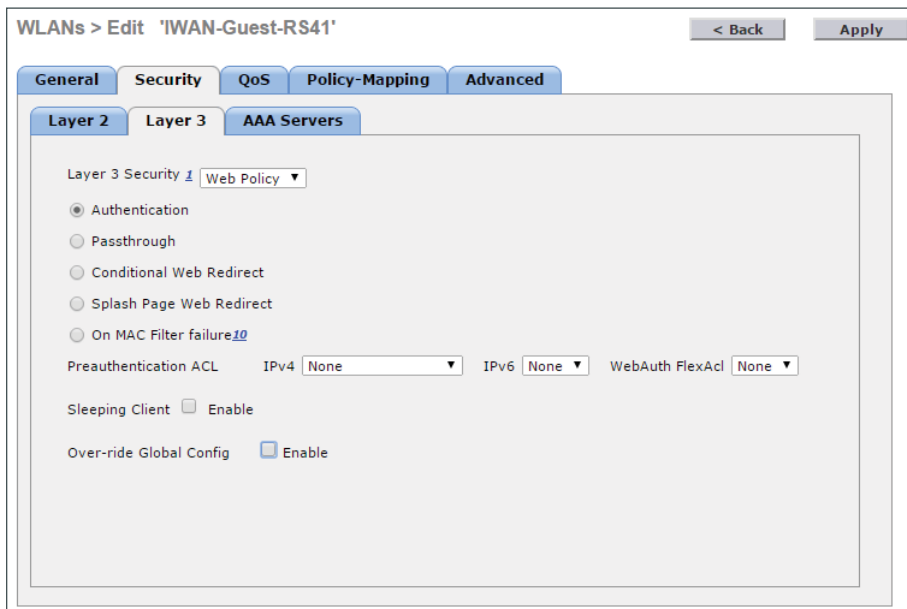 WLANs > Edit 'IWAN-Guest-RS41'
< Back
Apply
General
Security
QoS
Policy-Mapping
Advanced
Layer 2
Layer 3
AAA Servers
Layer 3 Security 1 Web Policy
Authentication
Passthrough
Conditional Web Redirect
Splash Page Web Redirect
On MAC Filter failure10
Preauthentication ACL IPv4 None IPv6 None WebAuth FlexAcl None
Sleeping Client Enable
Over-ride Global Config Enable